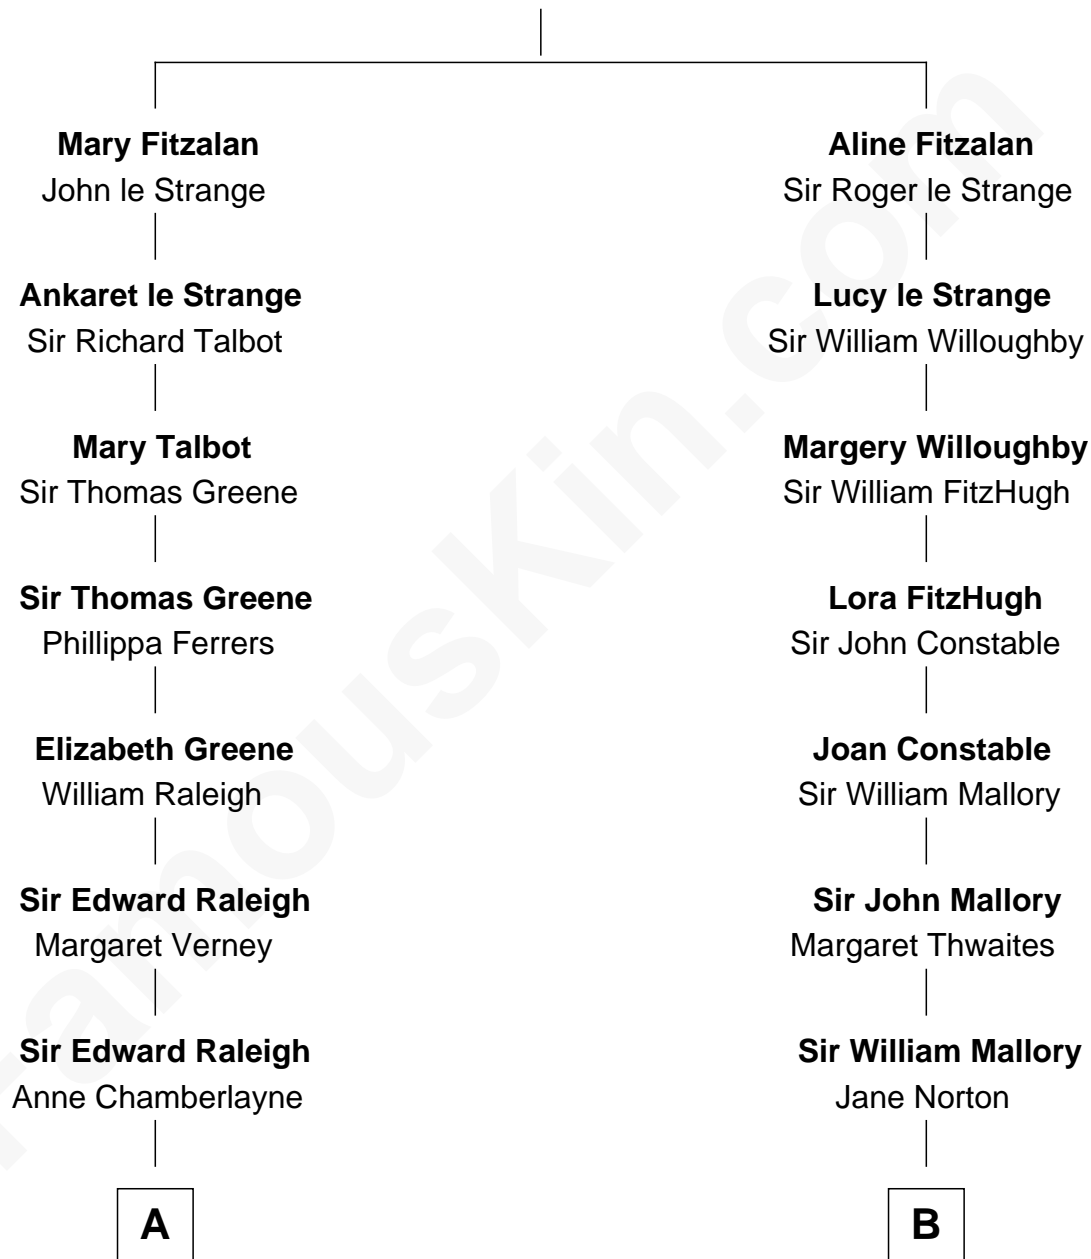 Mary Fitzalan
John le Strange
Ankaret le Strange
Sir Richard Talbot
Mary Talbot
Sir Thomas Greene
Sir Thomas Greene
Phillippa Ferrers
Elizabeth Greene
William Raleigh
Sir Edward Raleigh
Margaret Verney
Sir Edward Raleigh
Anne Chamberlayne
A
Aline Fitzalan
Sir Roger le Strange
Lucy le Strange
Sir William Willoughby
Margery Willoughby
Sir William FitzHugh
Lora FitzHugh
Sir John Constable
Joan Constable
Sir William Mallory
Sir John Mallory
Margaret Thwaites
Sir William Mallory
Jane Norton
B
FamousKin.com